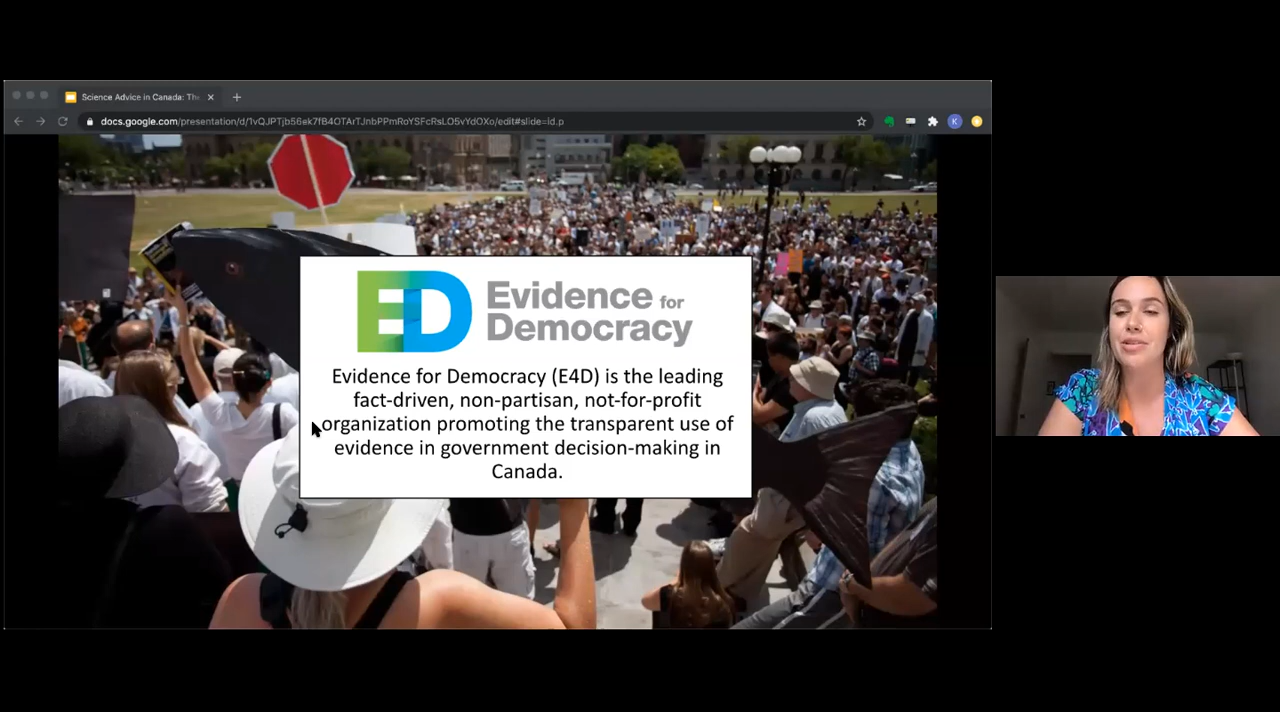 Science Advice in Canada: The
docs.google.com/presentation/d/1vQJPTjb56ek7fB4OTArTJnbPPmRoYSFcRsLO5vYdOXo/edit#slide=id.p
K
ED Evidence for
Democracy
Evidence for Democracy (E4D) is the leading
fact-driven, non-partisan, not-for-profit
organization promoting the transparent use of
evidence in government decision-making in
Canada.